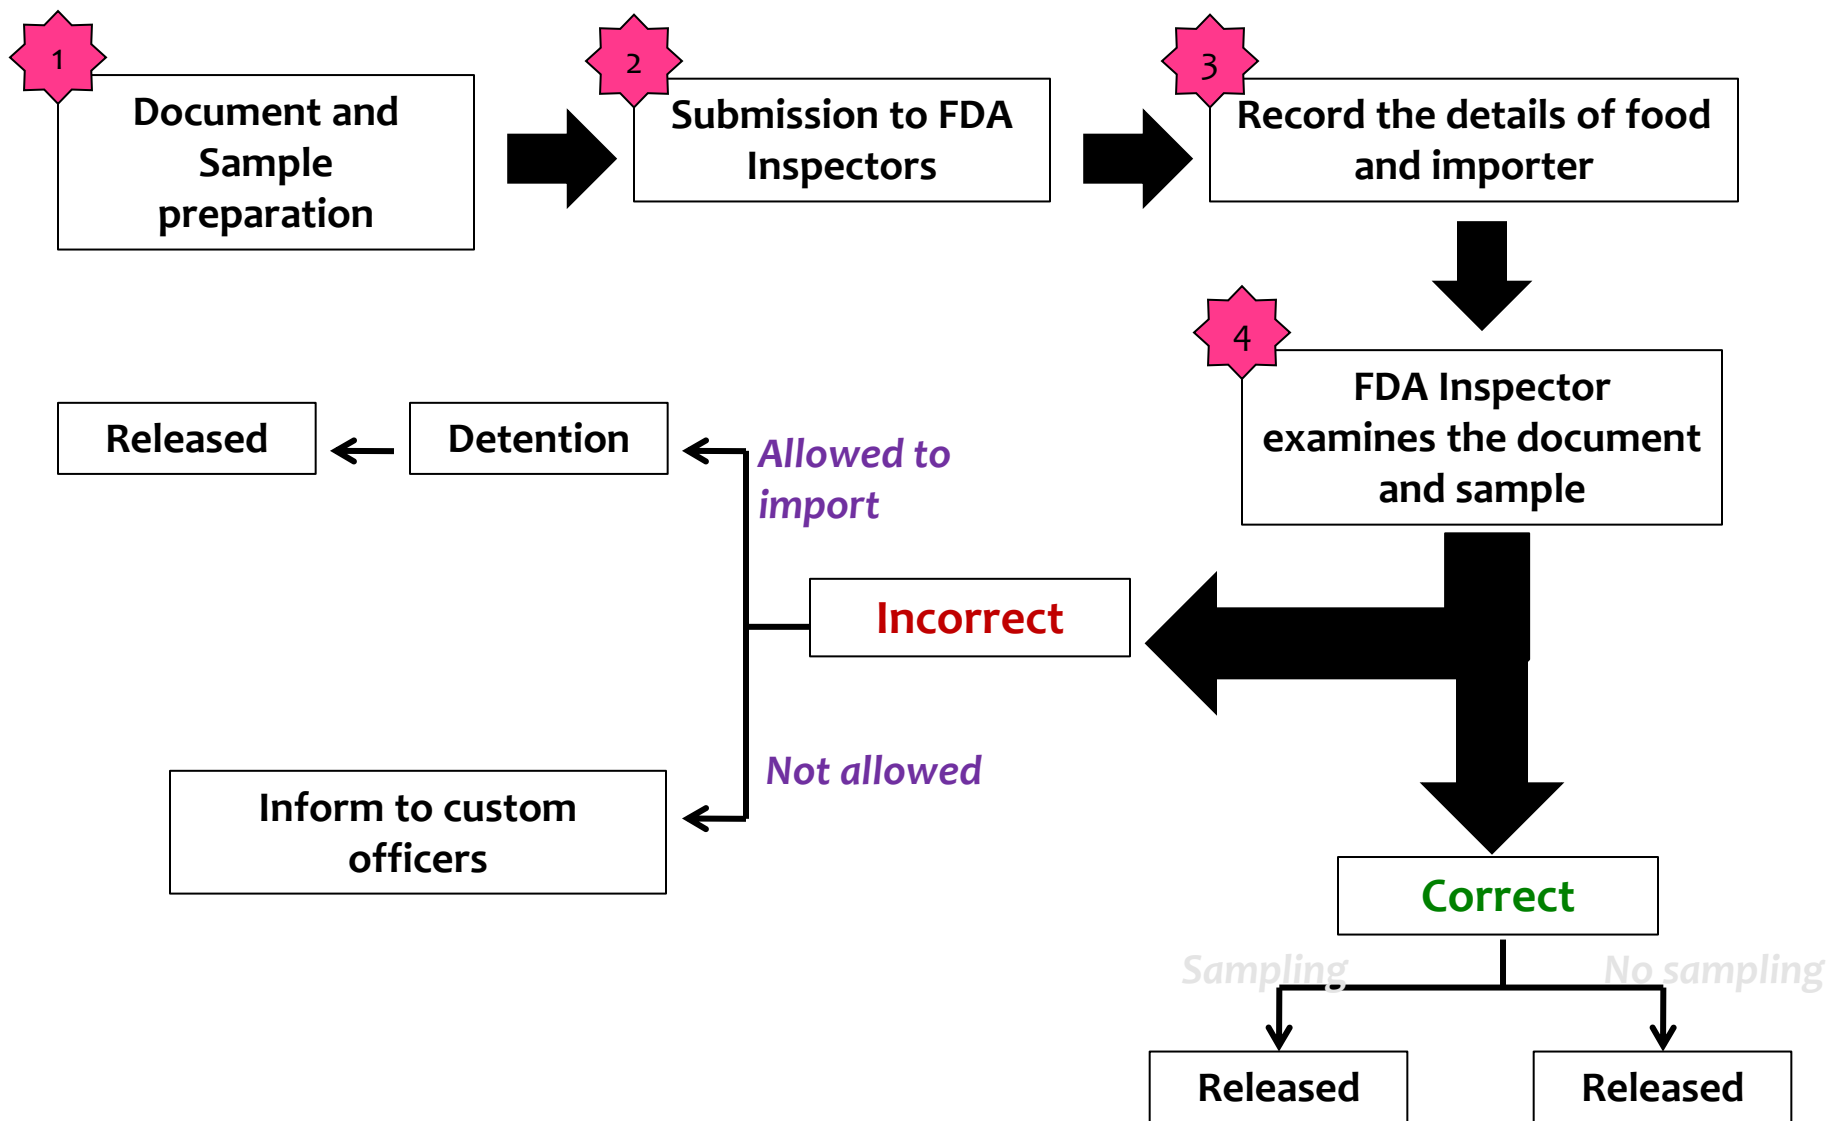 1
Document and
Sample
preparation
2
Submission to FDA
Inspectors
3
Record the details of food
and importer
4
FDA Inspector
examines the document
and sample
Released
Detention
Allowed to
import
Incorrect
Not allowed
Inform to custom
officers
Correct
Sampling
No sampling
Released
Released